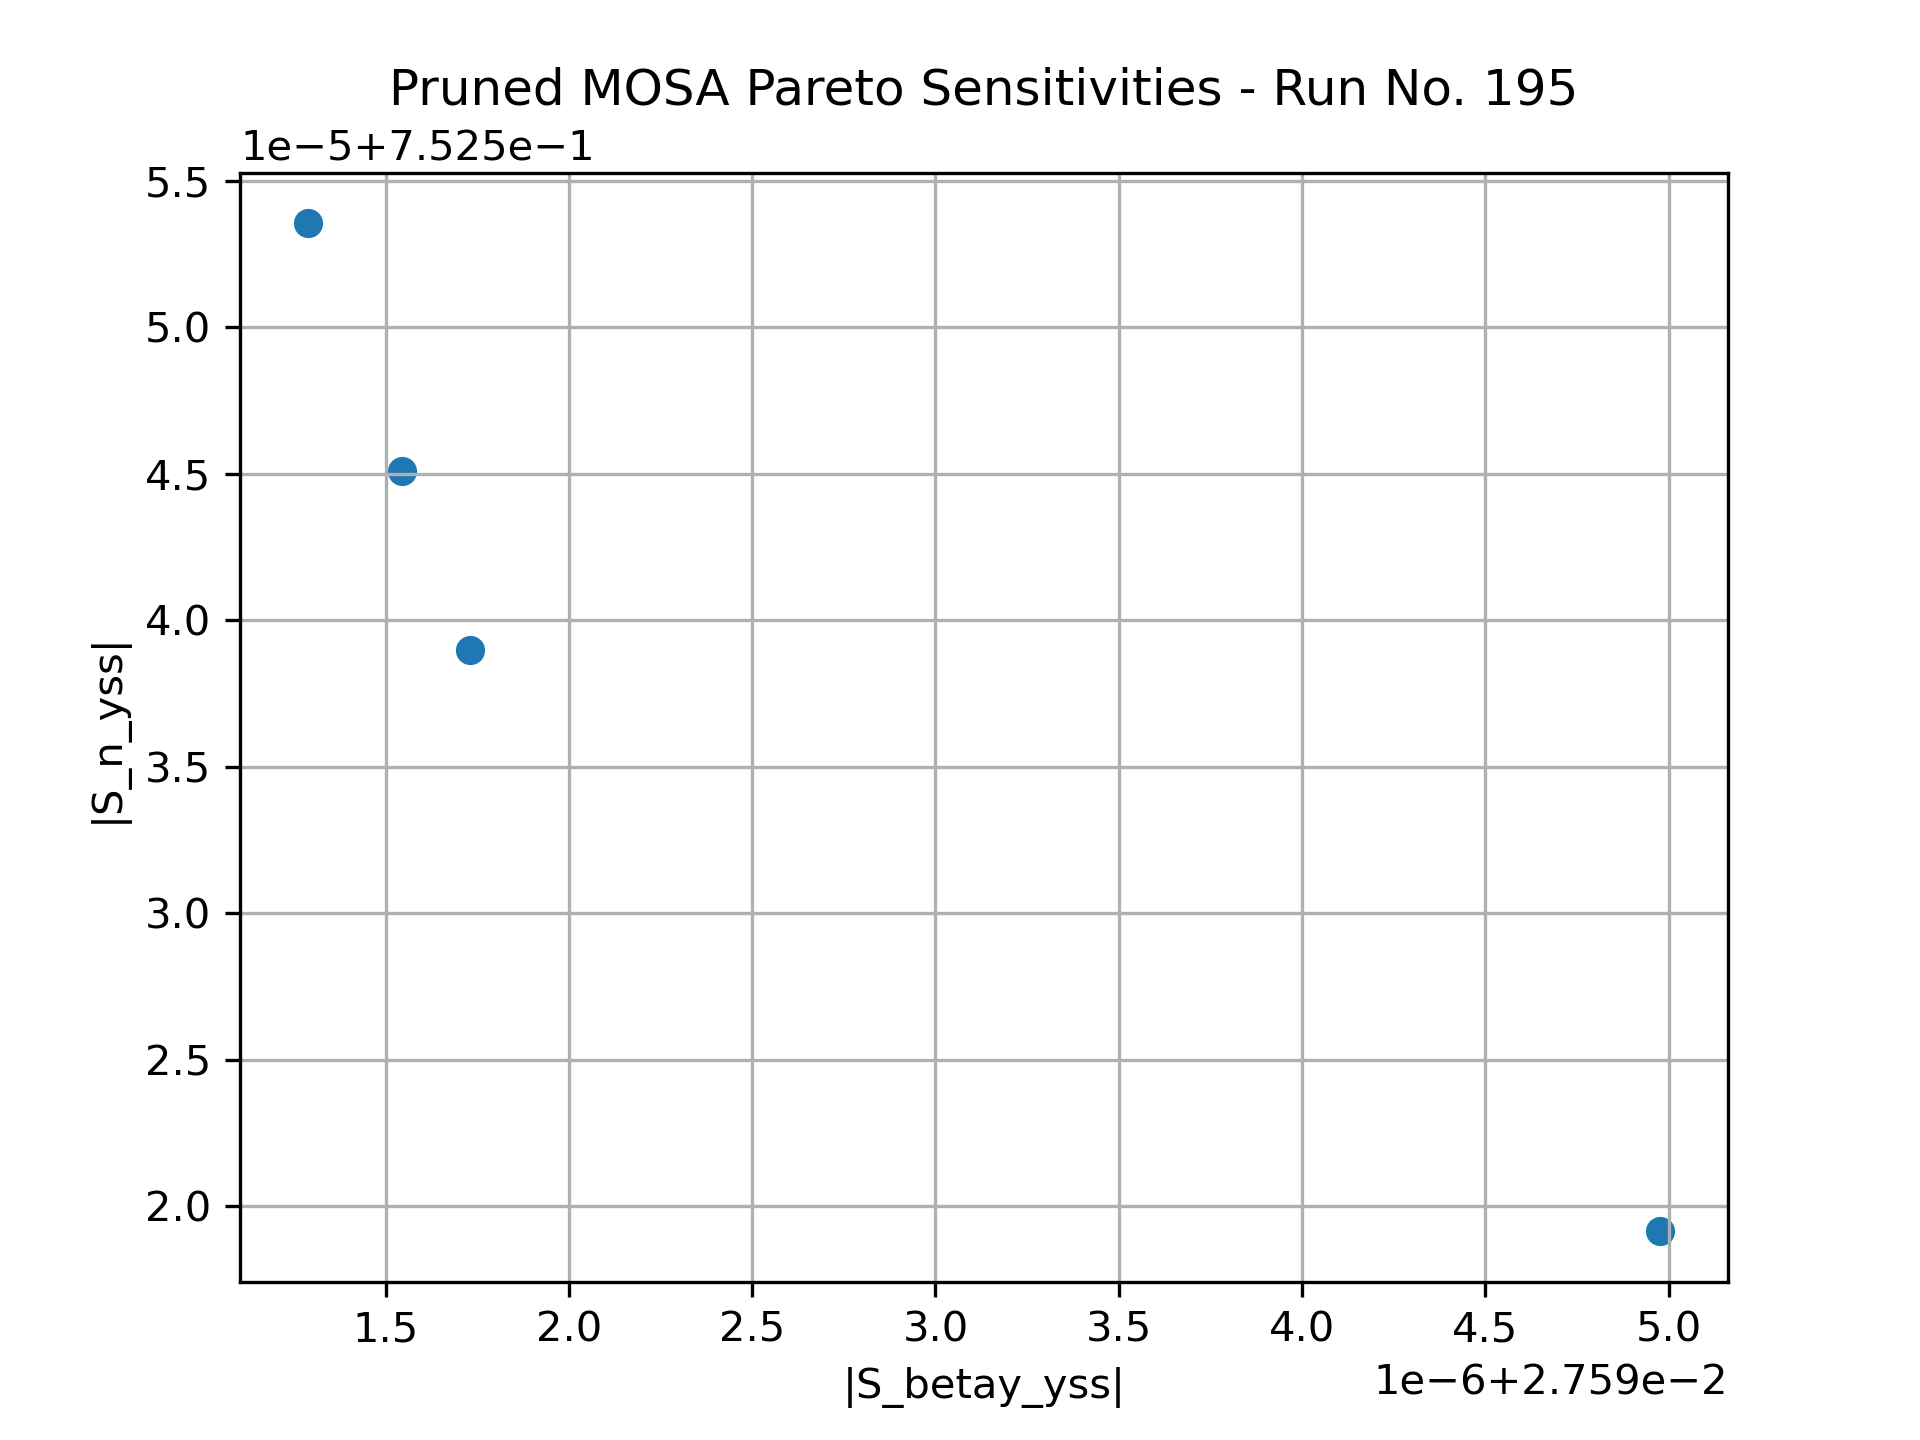 Pruned MOSA Pareto Sensitivities - Run No. 195
1e−5+7.525e−1
5.5
5.0
4.5
4.0
3.5
3.0
2.5
2.0
|S_n_yss|
1.5 2.0 2.5 3.0 3.5 4.0 4.5 5.0
|S_betay_yss|
1e−6+2.759e−2